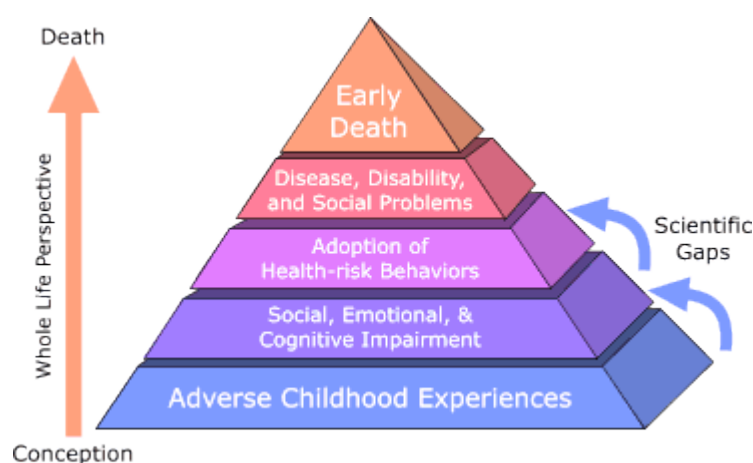 Death
Whole Life Perspective
Conception
Early
Death
Disease, Disability,
and Social Problems
Adoption of
Health-risk Behaviors
Social, Emotional, &
Cognitive Impairment
Adverse Childhood Experiences
Scientific
Gaps